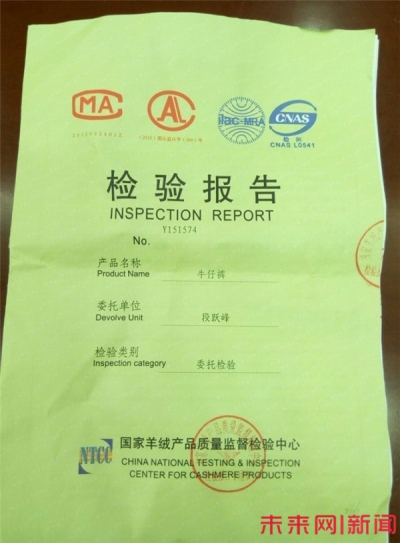 MA
AL
ilac-MRA
CNAS
检测
CNAS L0541
检验报告
INSPECTION REPORT
Y151574
No.
产品名称 牛仔裤
Product Name
委托单位 段跃峰
Devolve Unit
检验类别 委托检验
Inspection category
NTCC
国家羊绒产品质量监督检验中心
CHINA NATIONAL TESTING & INSPECTION
CENTER FOR CASHMERE PRODUCTS
未来网|新闻